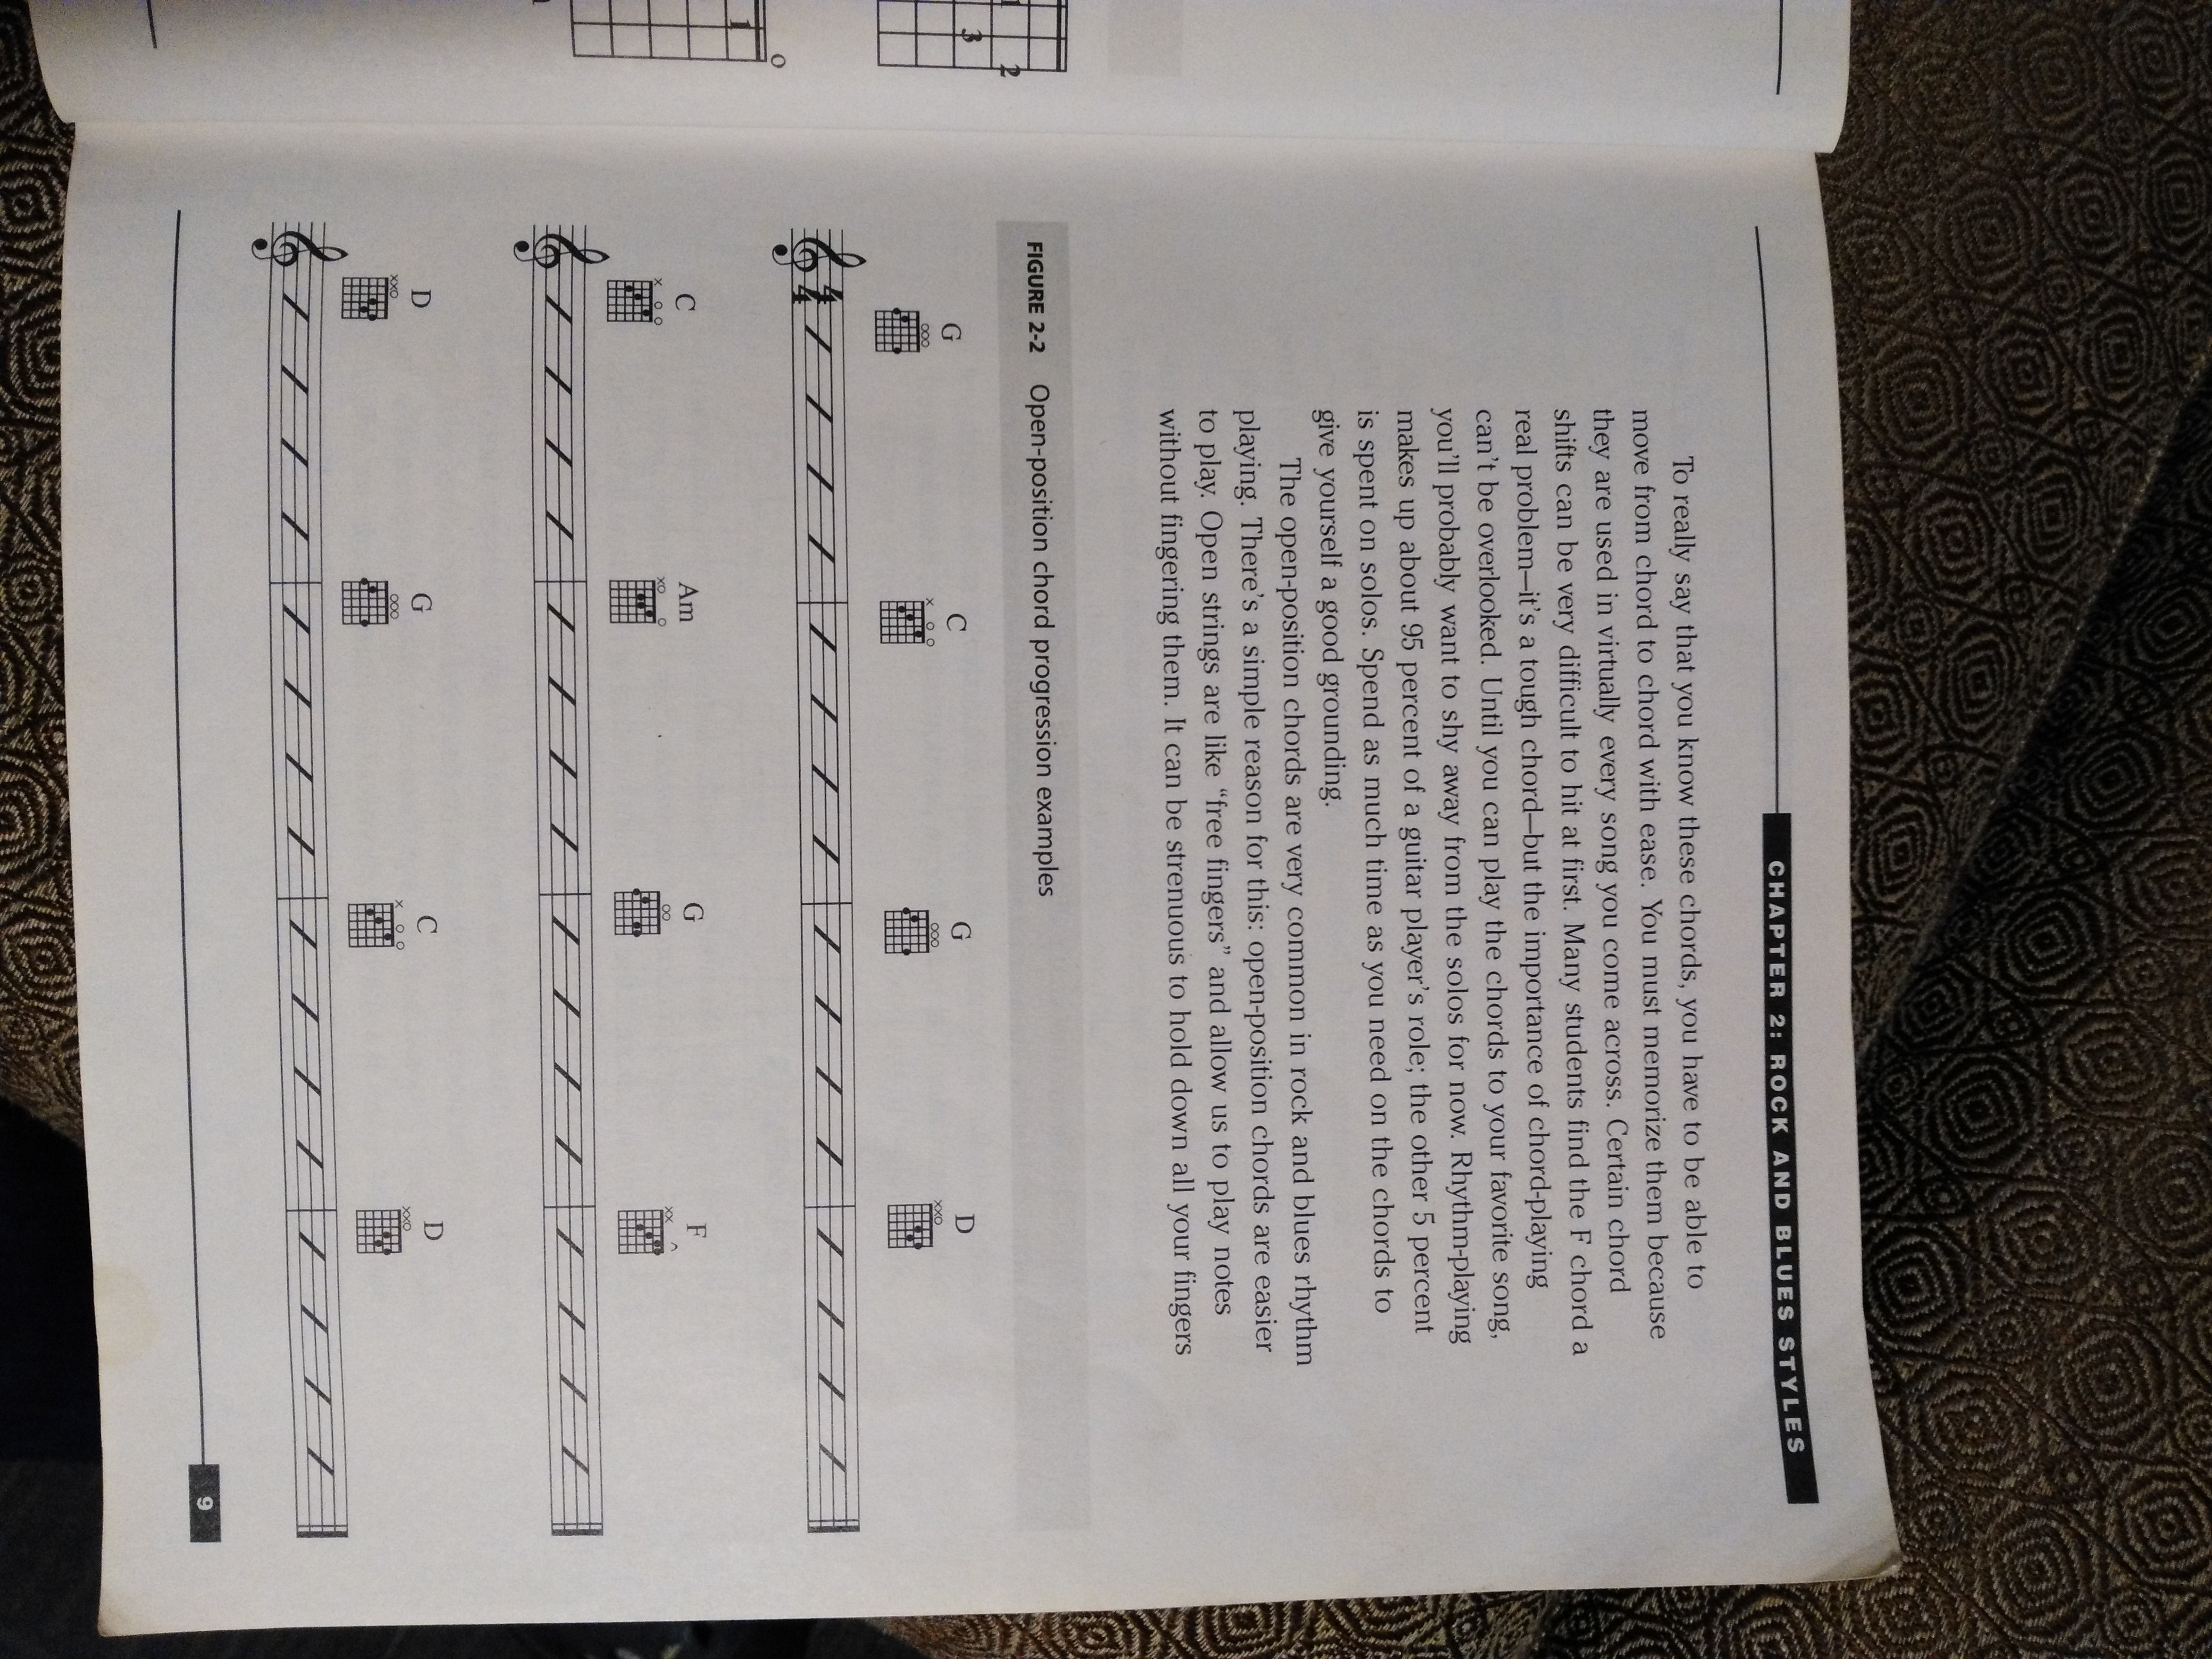 CHAPTER 2: ROCK AND BLUES STYLES
To really say that you know these chords, you have to be able to
move from chord to chord with ease. You must memorize them because
they are used in virtually every song you come across. Certain chord
shifts can be very difficult to hit at first. Many students find the F chord a
real problem—it's a tough chord—but the importance of chord-playing
can't be overlooked. Until you can play the chords to your favorite song,
you'll probably want to shy away from the solos for now. Rhythm-playing
makes up about 95 percent of a guitar player's role; the other 5 percent
is spent on solos. Spend as much time as you need on the chords to
give yourself a good grounding.
The open-position chords are very common in rock and blues rhythm
playing. There's a simple reason for this: open-position chords are easier
to play. Open strings are like "free fingers" and allow us to play notes
without fingering them. It can be strenuous to hold down all your fingers
FIGURE 2-2 Open-position chord progression examples
G C G D
4
4
C Am G F
D G C D
9
2
3
1